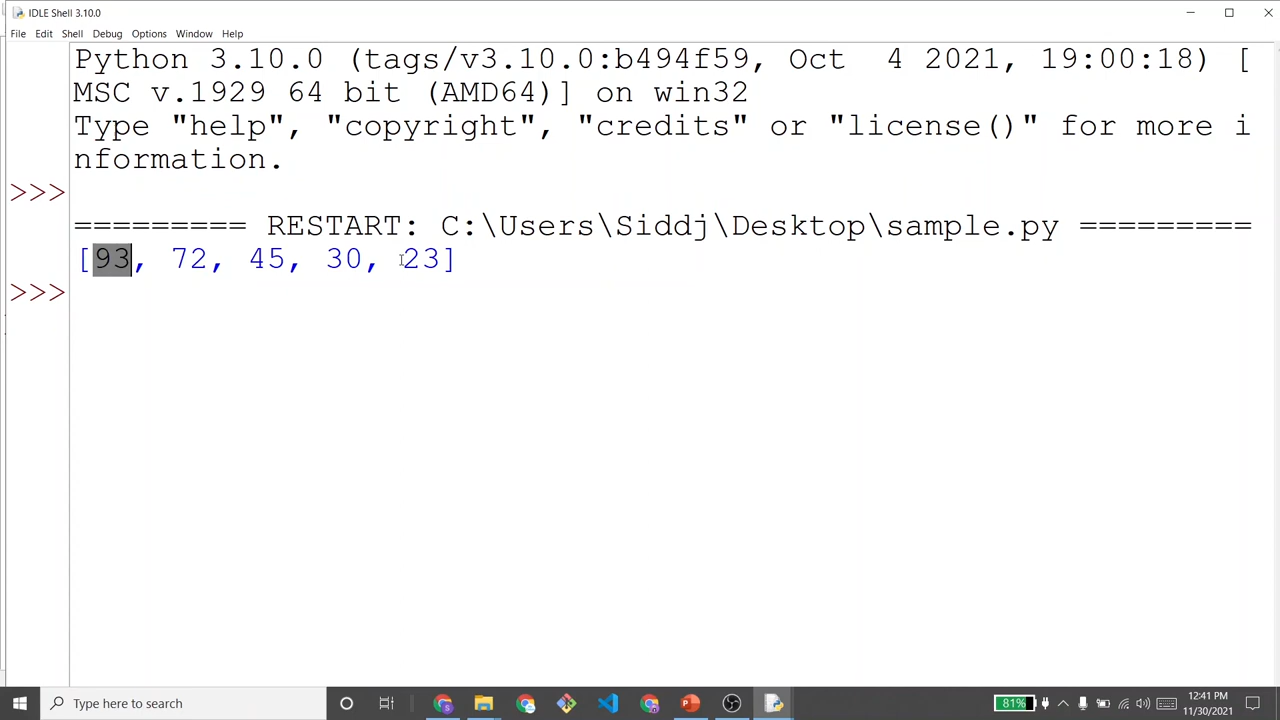 IDLE Shell 3.10.0
File Edit Shell Debug Options Window Help
Python 3.10.0 (tags/v3.10.0:b494f59, Oct  4 2021, 19:00:18) [
MSC v.1929 64 bit (AMD64)] on win32
Type "help", "copyright", "credits" or "license()" for more i
nformation.
>>>
========= RESTART: C:\Users\Siddj\Desktop\sample.py =========
[93, 72, 45, 30, 23]
>>>
Type here to search
81%
12:41 PM
11/30/2021